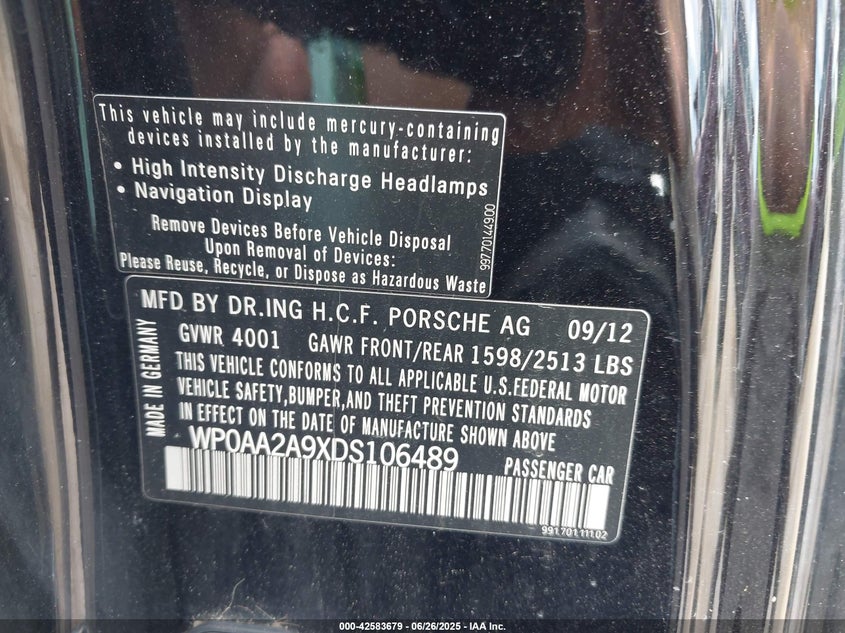 This vehicle may include mercury-containing
devices installed by the manufacturer:
• High Intensity Discharge Headlamps
• Navigation Display
Remove Devices Before Vehicle Disposal
Upon Removal of Devices:
Please Reuse, Recycle, or Dispose as Hazardous Waste
99770144900
MFD BY DR.ING H.C.F. PORSCHE AG 09/12
GVWR 4001 GAWR FRONT/REAR 1598/2513 LBS
THIS VEHICLE CONFORMS TO ALL APPLICABLE U.S.FEDERAL MOTOR
VEHICLE SAFETY,BUMPER,AND THEFT PREVENTION STANDARDS
IN EFFECT ON THE DATE OF MANUFACTURE SHOWN ABOVE
WP0AA2A9XDS106489 PASSENGER CAR
MADE IN GERMANY
99170111102
000-42583679 - 06/26/2025 - IAA Inc.